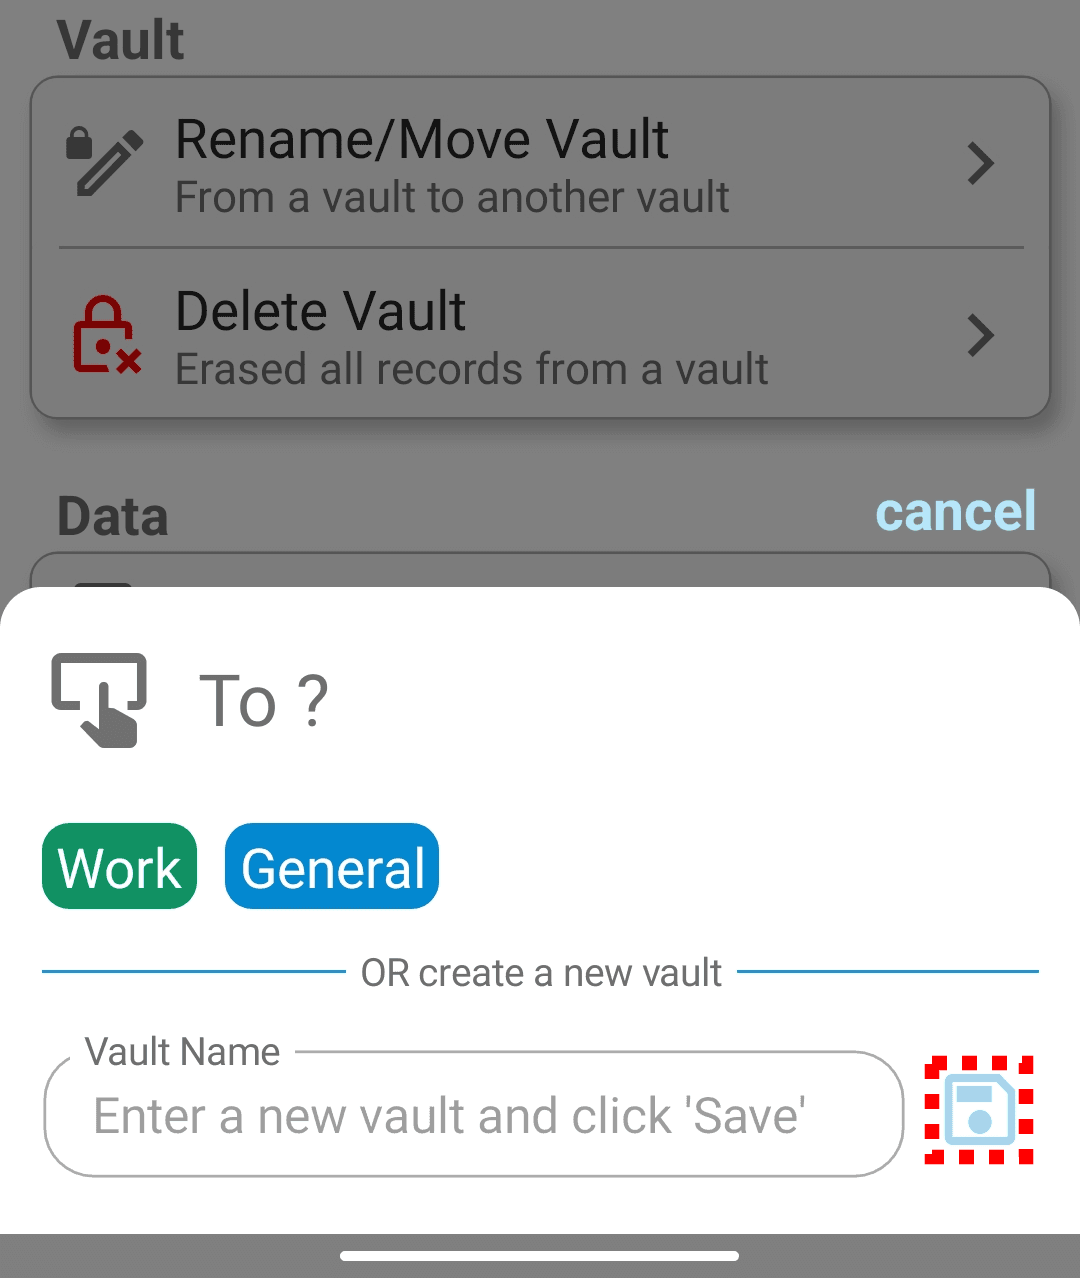 Vault
Rename/Move Vault
From a vault to another vault
Delete Vault
Erased all records from a vault
Data
cancel
To ?
Work
General
OR create a new vault
Vault Name
Enter a new vault and click 'Save'